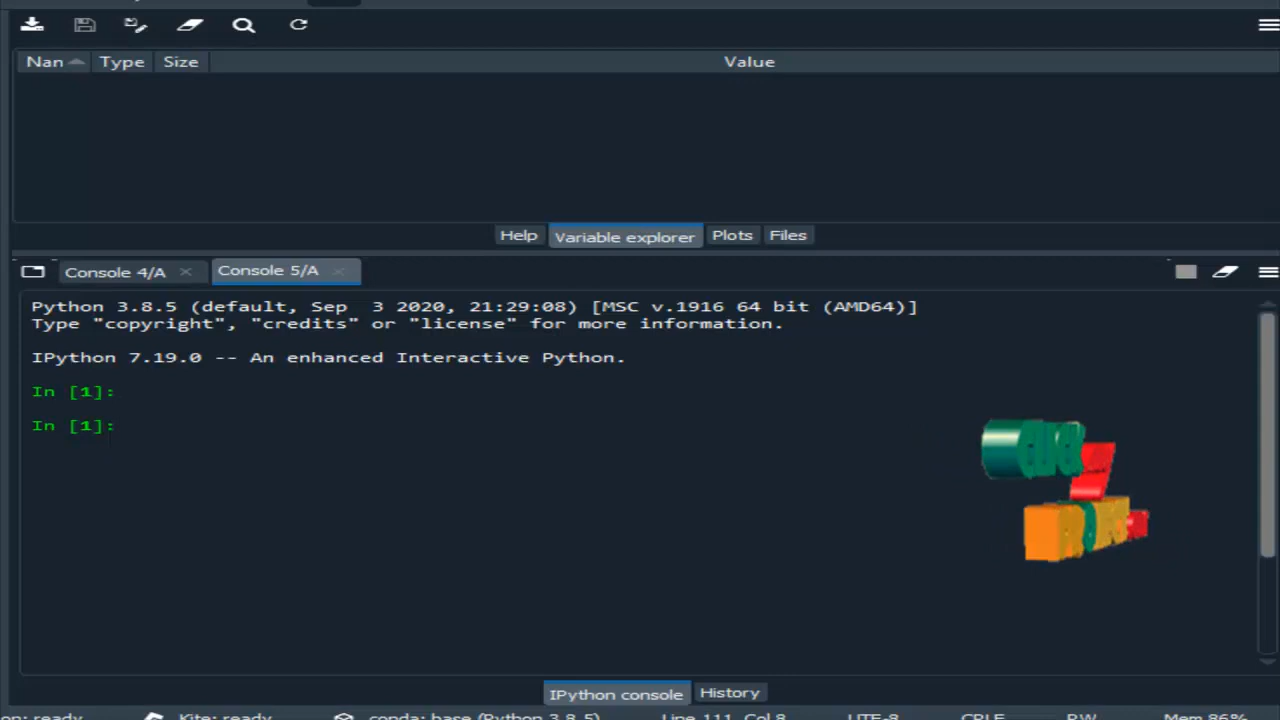 Nan Type Size Value
Help Variable explorer Plots Files
Console 4/A Console 5/A
Python 3.8.5 (default, Sep  3 2020, 21:29:08) [MSC v.1916 64 bit (AMD64)]
Type "copyright", "credits" or "license" for more information.
IPython 7.19.0 -- An enhanced Interactive Python.
In [1]:
In [1]:
IPython console History
on: ready Kite: ready conda: base (Python 3.8.5) Line 111, Col 8 UTF-8 CRLF RW Mem 86%